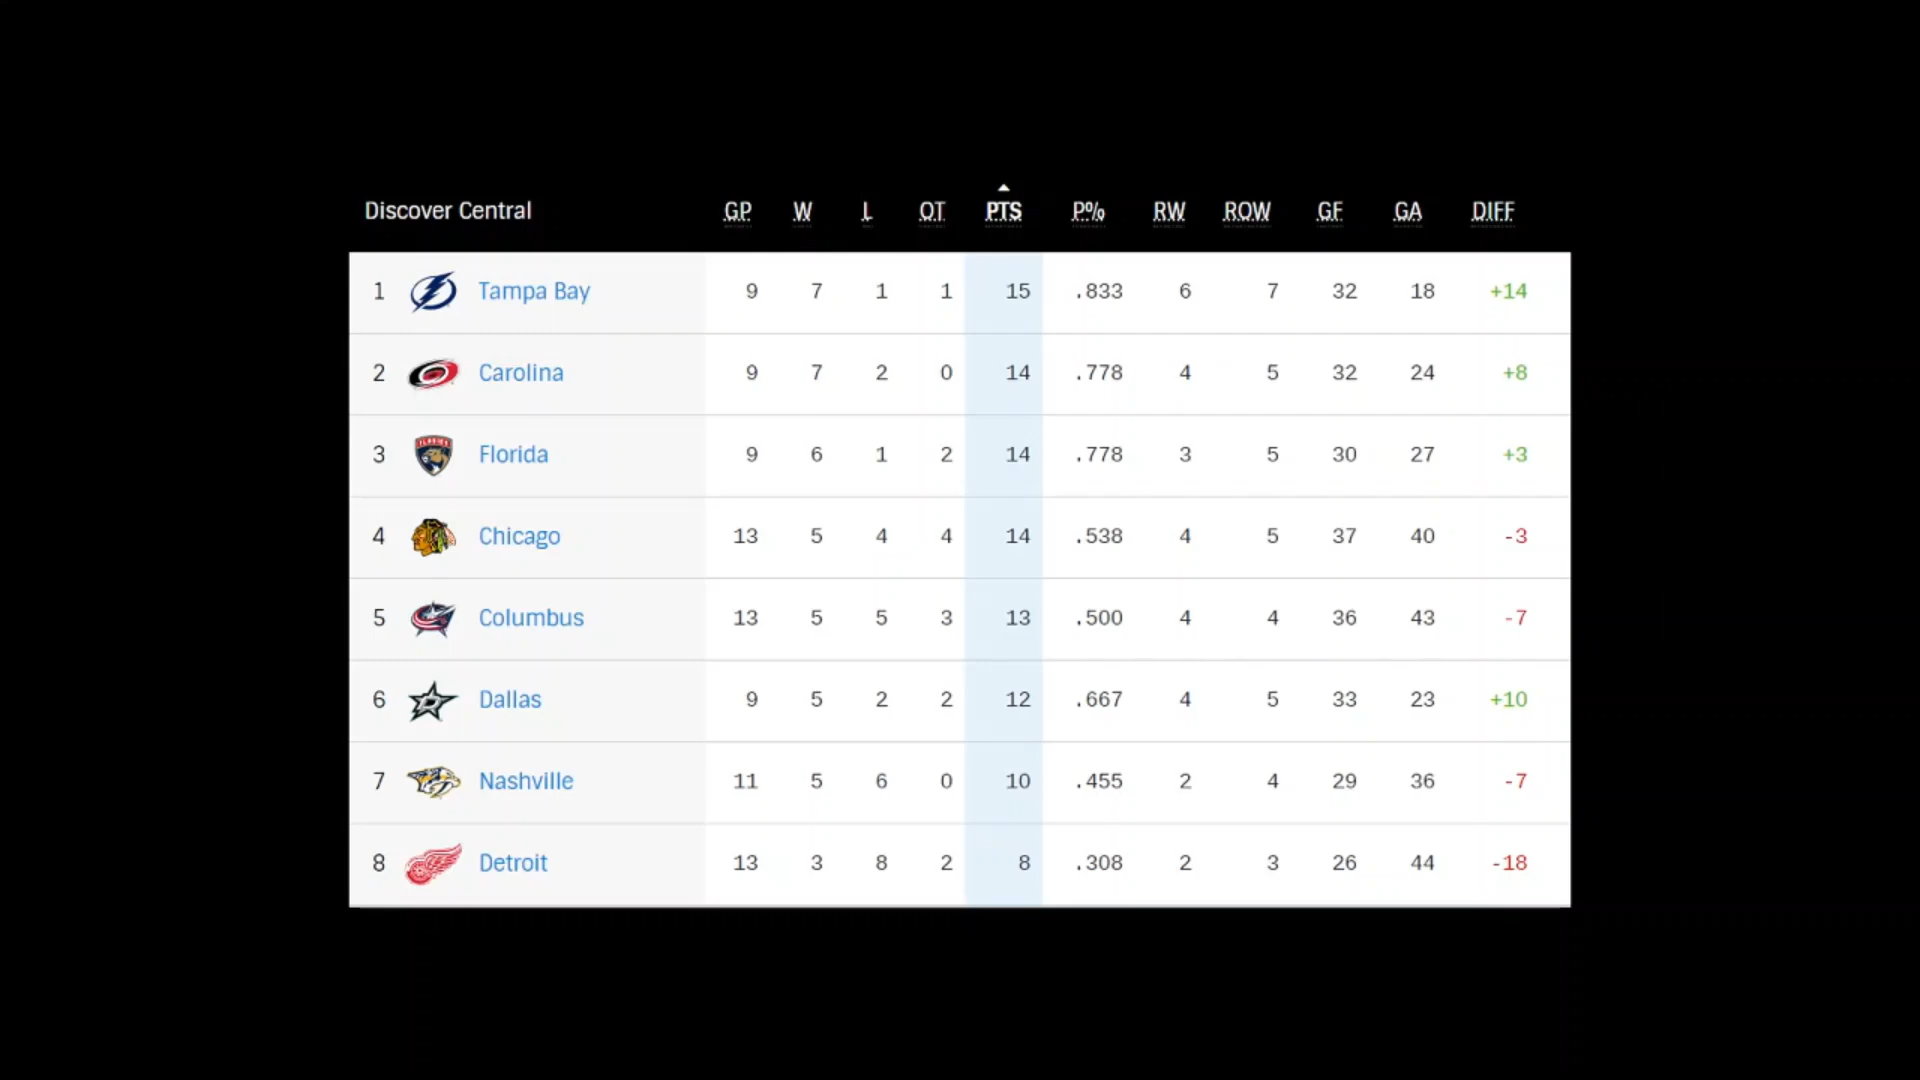 Discover Central GP W L OT PTS P% RW ROW GF GA DIFF
1 Tampa Bay 9 7 1 1 15 .833 6 7 32 18 +14
2 Carolina 9 7 2 0 14 .778 4 5 32 24 +8
3 Florida 9 6 1 2 14 .778 3 5 30 27 +3
4 Chicago 13 5 4 4 14 .538 4 5 37 40 -3
5 Columbus 13 5 5 3 13 .500 4 4 36 43 -7
6 Dallas 9 5 2 2 12 .667 4 5 33 23 +10
7 Nashville 11 5 6 0 10 .455 2 4 29 36 -7
8 Detroit 13 3 8 2 8 .308 2 3 26 44 -18